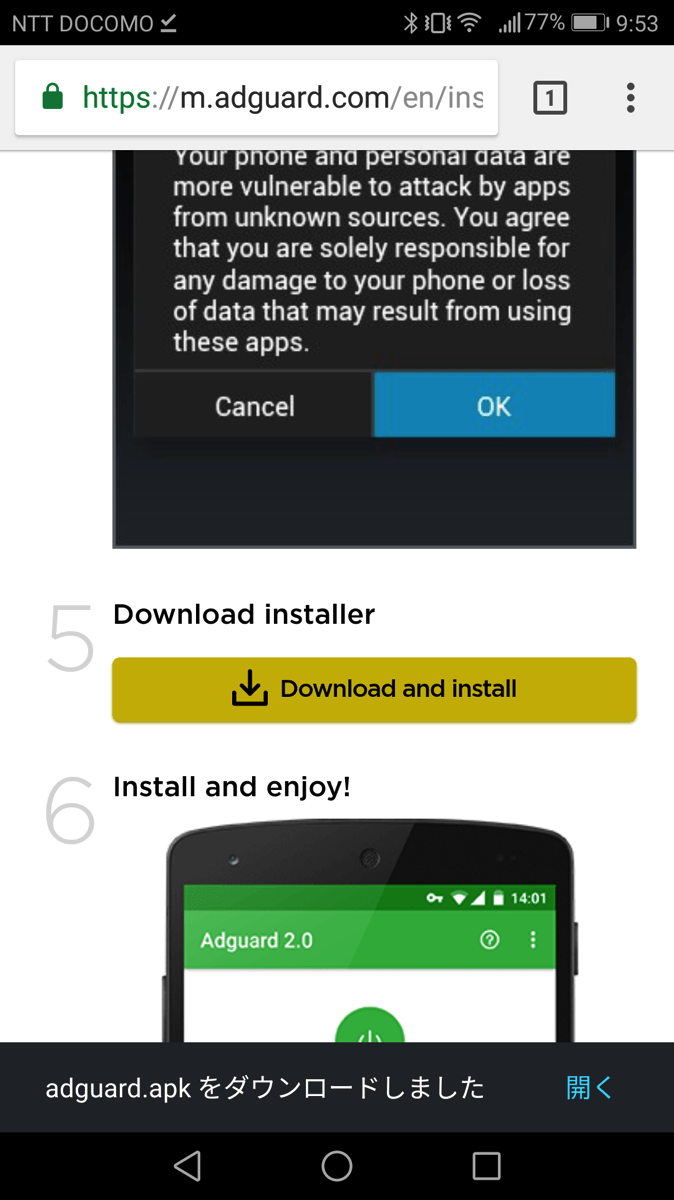 NTT DOCOMO
77% 9:53
https://m.adguard.com/en/ins
1
Your phone and personal data are
more vulnerable to attack by apps
from unknown sources. You agree
that you are solely responsible for
any damage to your phone or loss
of data that may result from using
these apps.
Cancel
OK
5
Download installer
Download and install
6
Install and enjoy!
14:01
Adguard 2.0
adguard.apk をダウンロードしました
開く